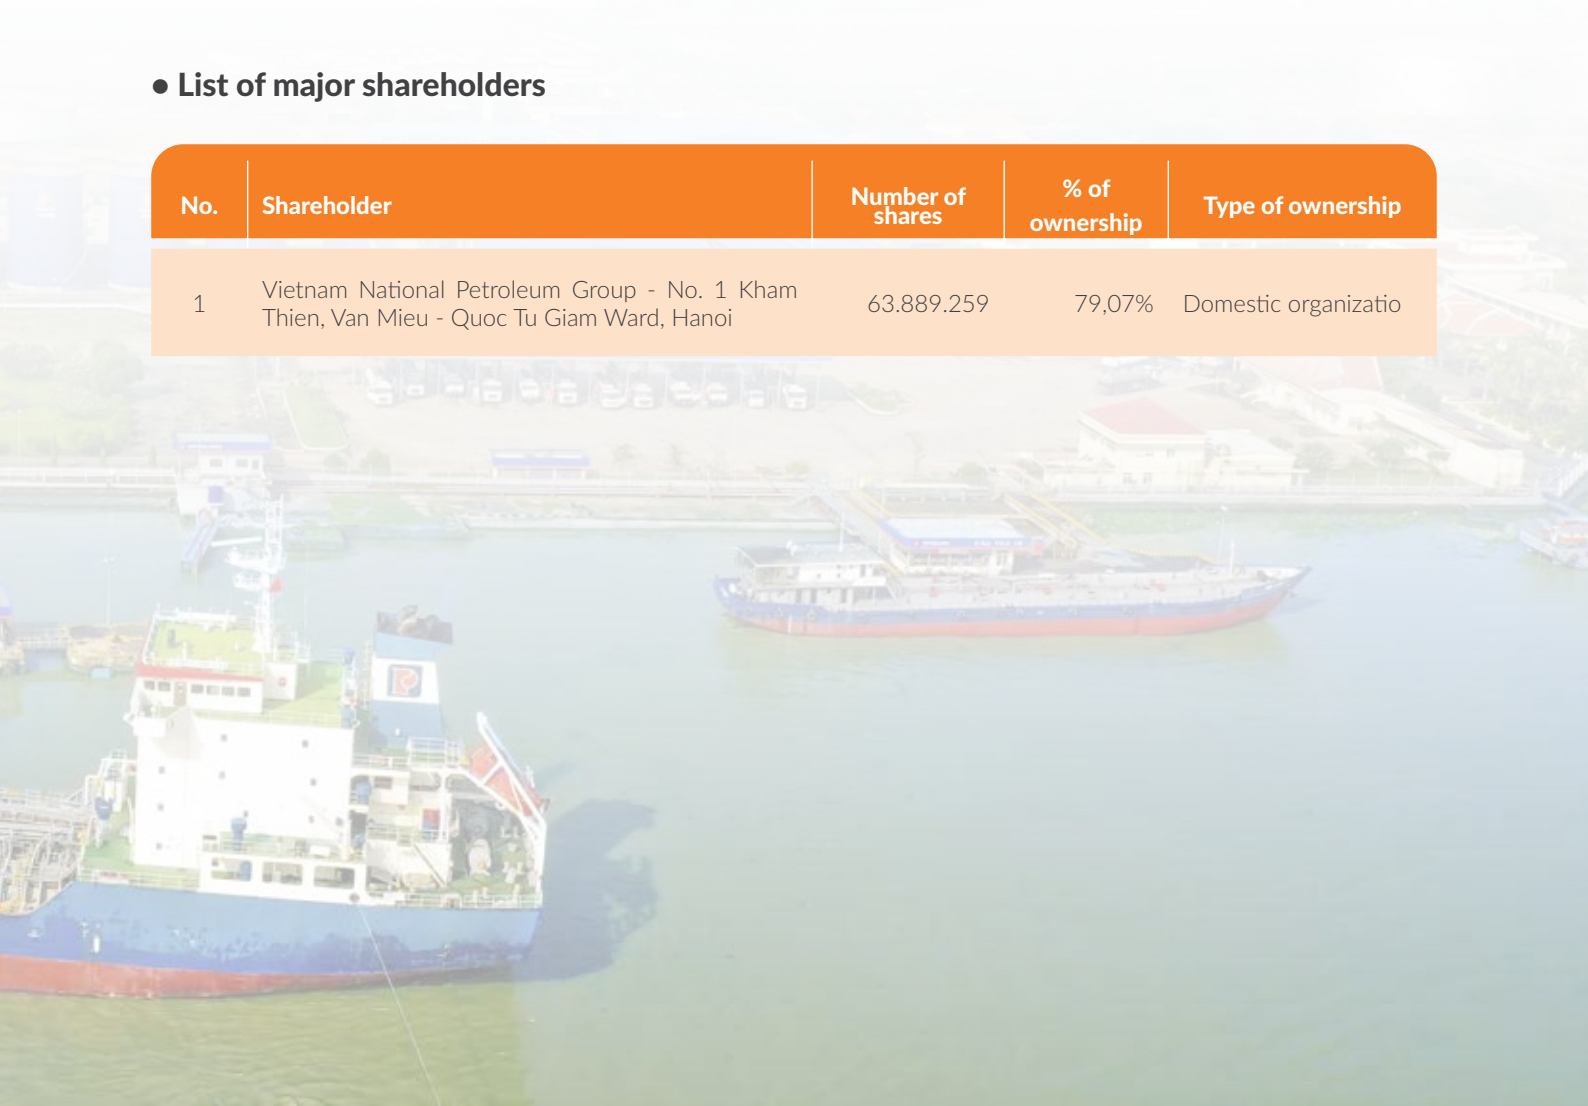 • List of major shareholders
No.
Shareholder
Number of
shares
% of
ownership
Type of ownership
1
Vietnam National Petroleum Group - No. 1 Kham
Thien, Van Mieu - Quoc Tu Giam Ward, Hanoi
63.889.259
79,07%
Domestic organizatio